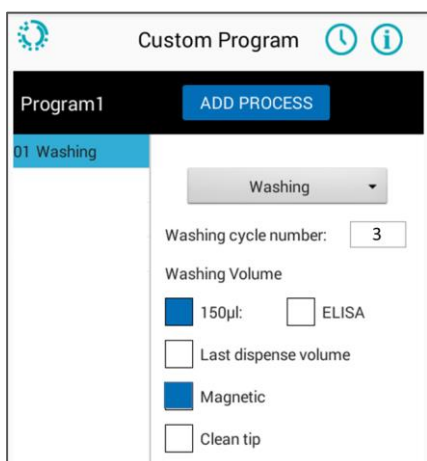 Custom Program
Program1 ADD PROCESS
01 Washing
Washing
Washing cycle number: 3
Washing Volume
150µl: ELISA
Last dispense volume
Magnetic
Clean tip